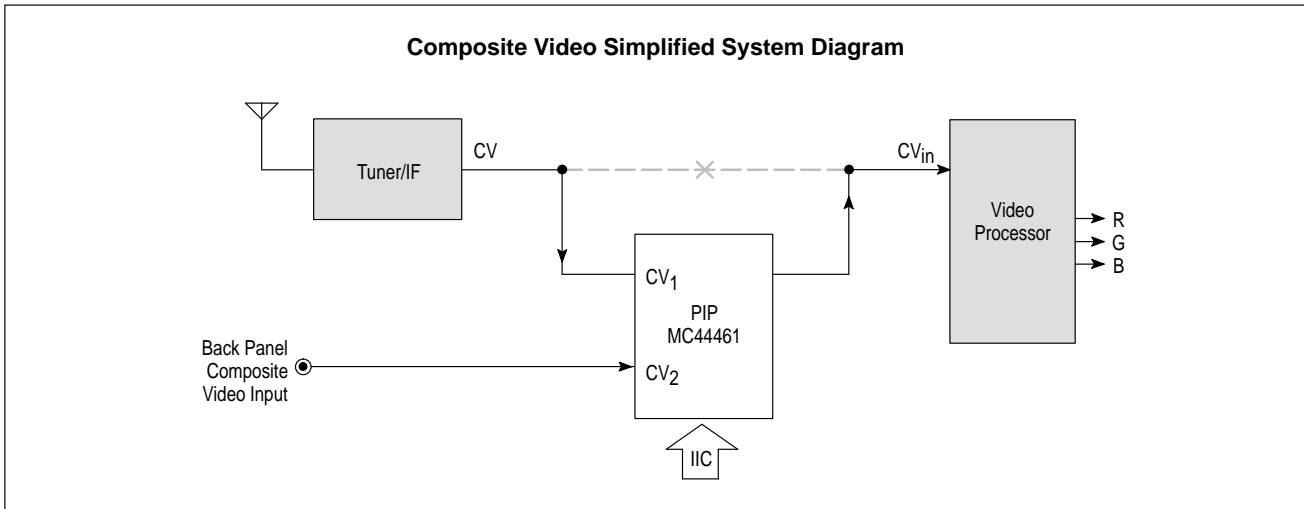 Composite Video Simplified System Diagram
Tuner/IF
CV
CVin
Video
Processor
R
G
B
CV1
PIP
MC44461
CV2
Back Panel
Composite
Video Input
IIC